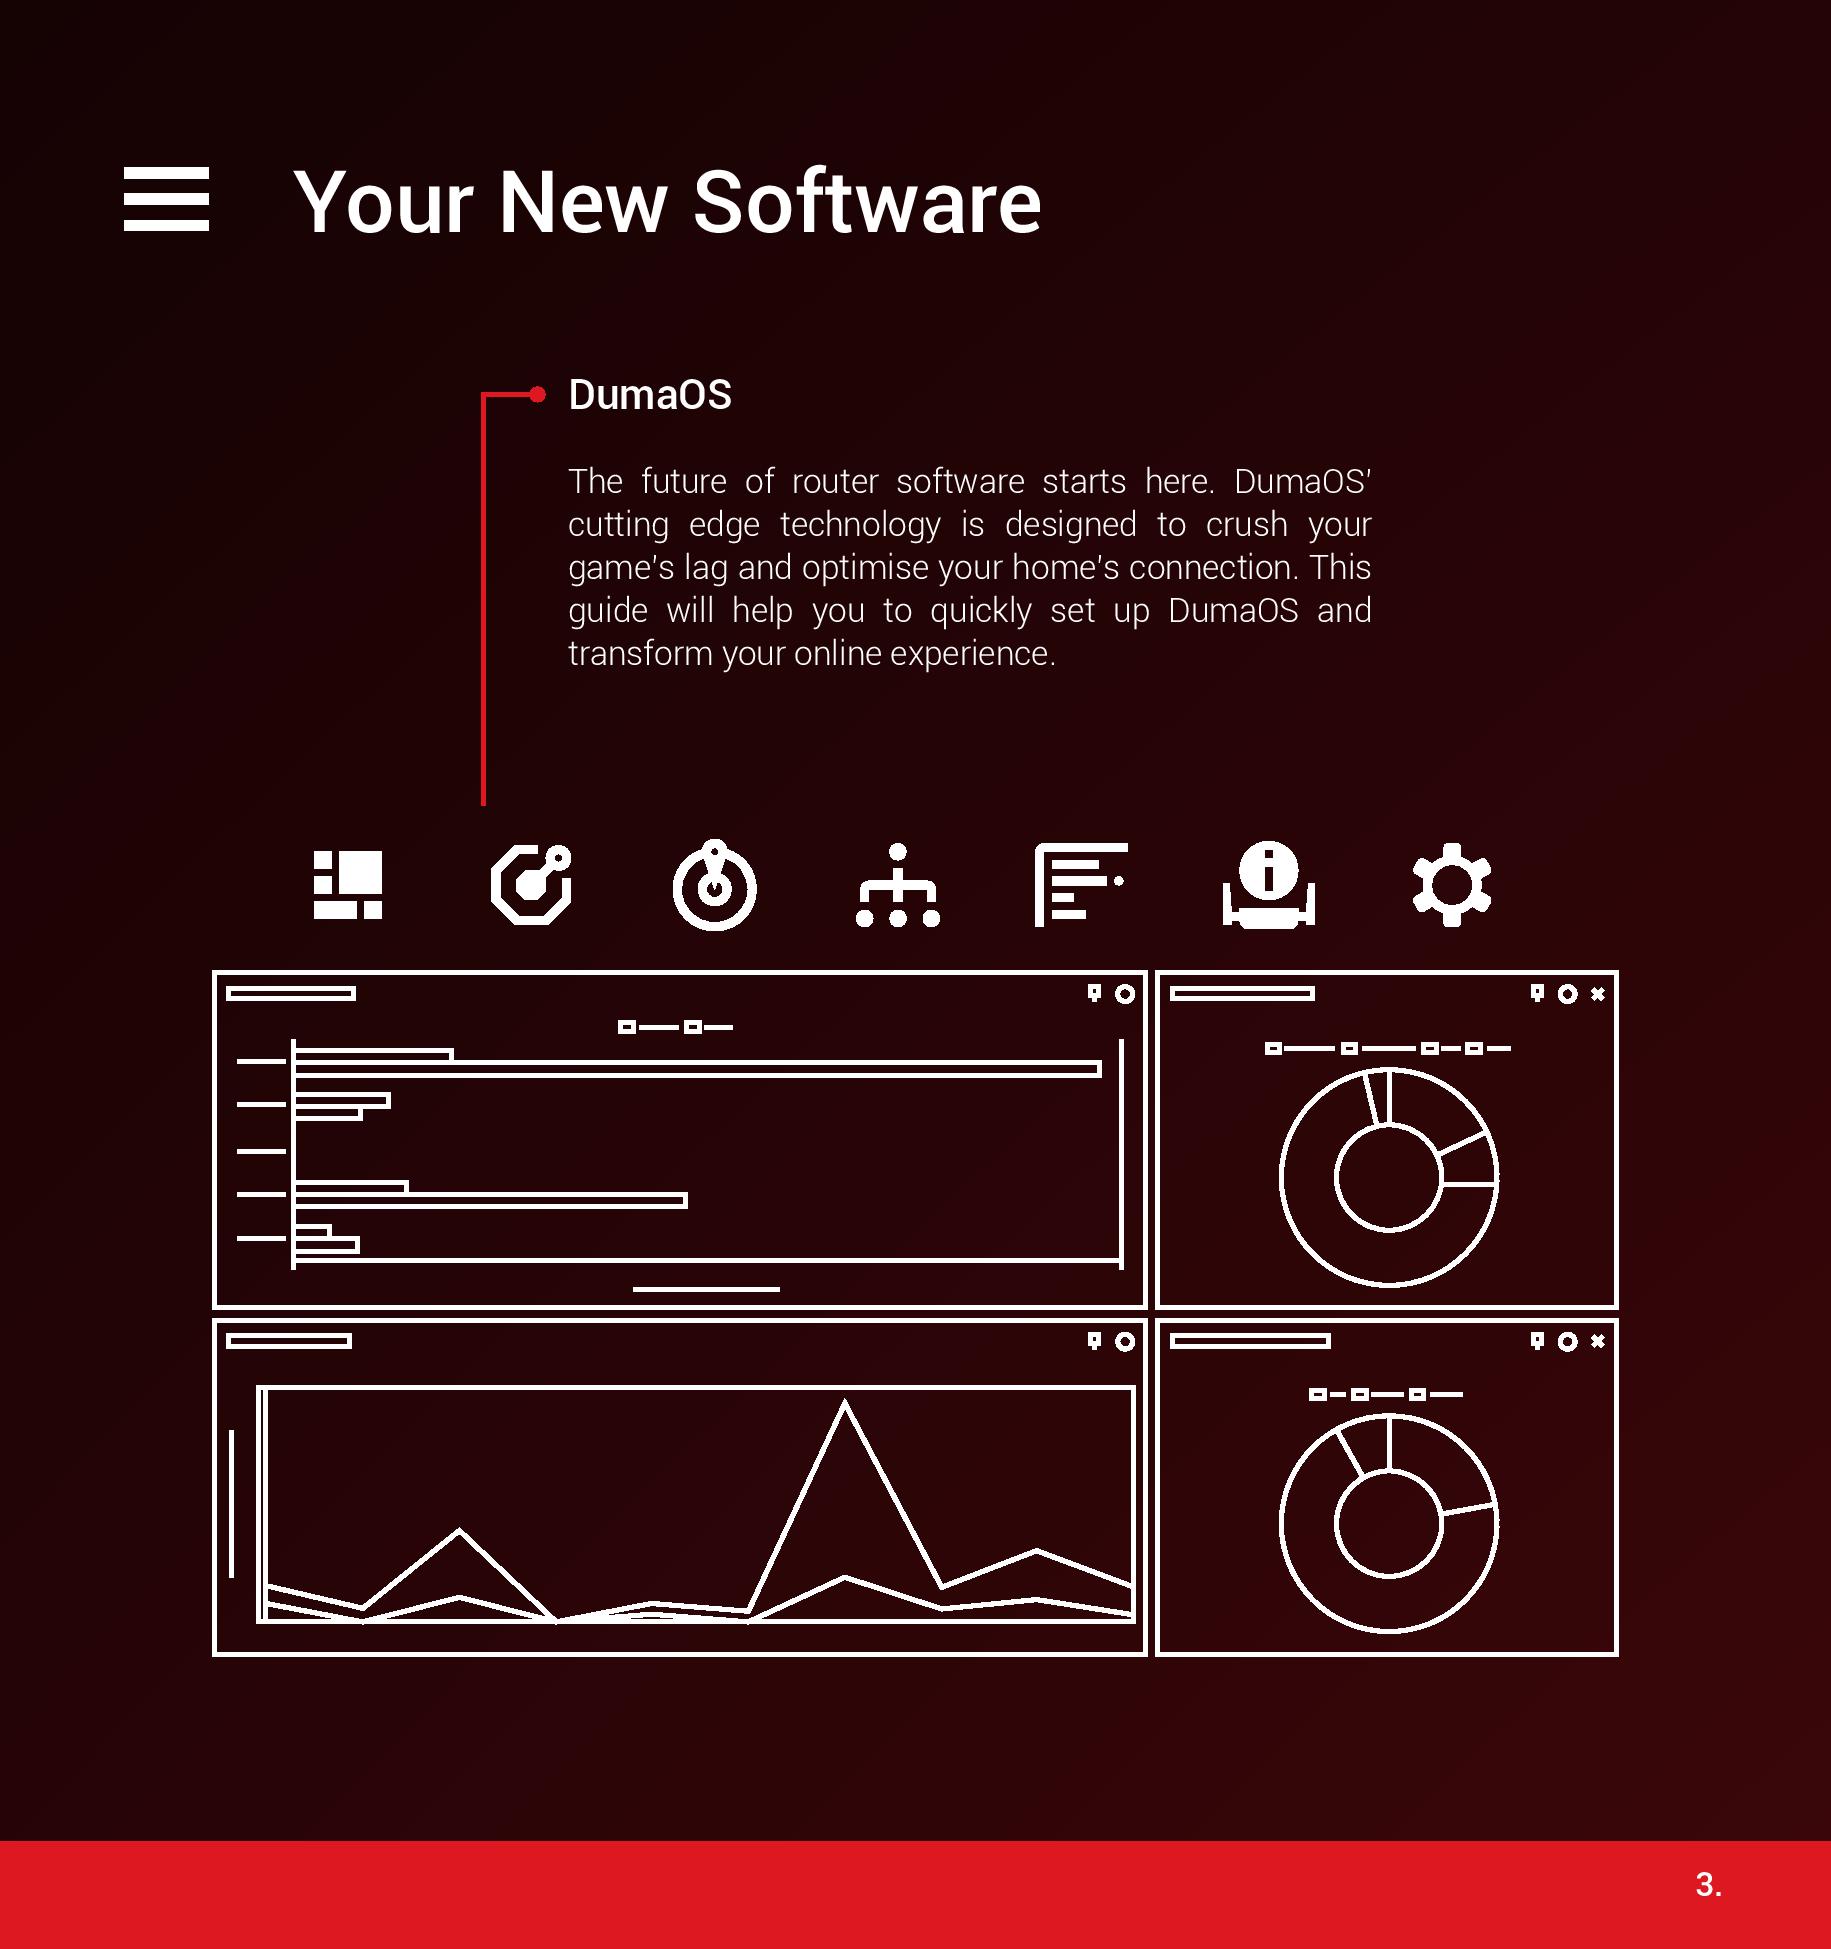 Your New Software
DumaOS
The future of router software starts here. DumaOS'
cutting edge technology is designed to crush your
game's lag and optimise your home's connection. This
guide will help you to quickly set up DumaOS and
transform your online experience.
3.